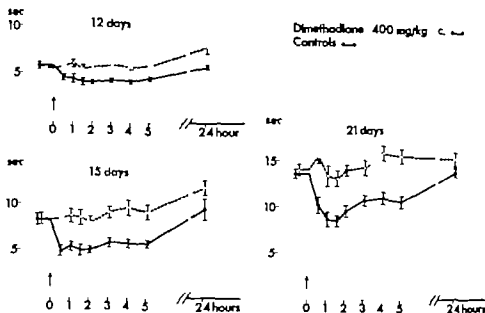 sec
10
12 days
5
0 1 2 3 4 5 24 hour
Dimethadiane 400 mg/kg
Controls
sec
15 days
10
5
0 1 2 3 4 5 24 hours
sec
21 days
15
10
5
0 1 2 3 4 5 24 hours